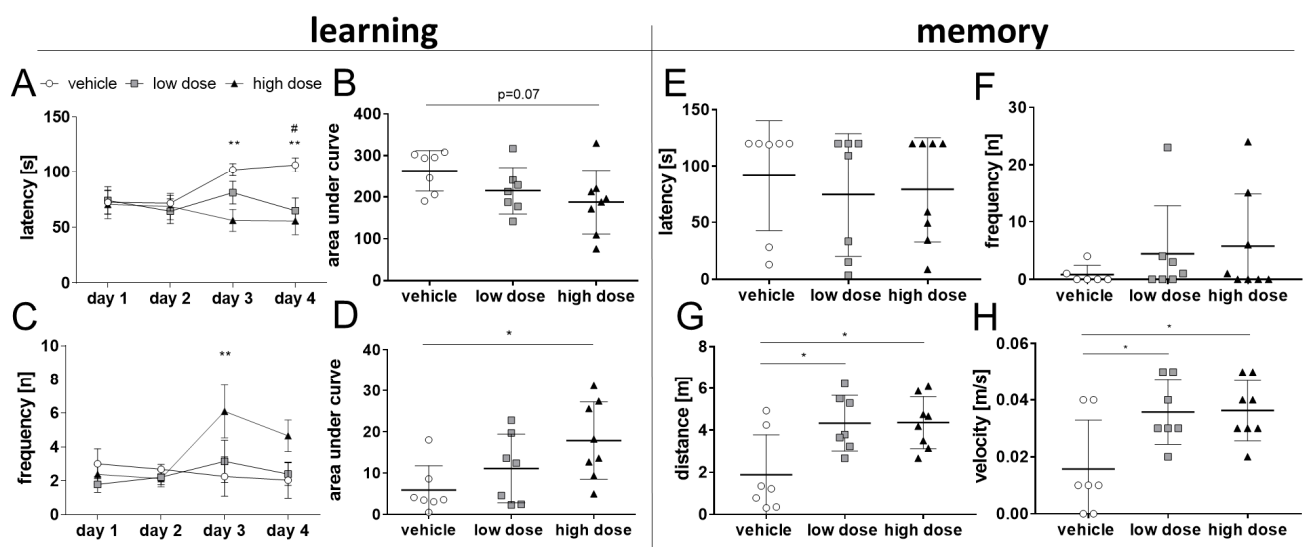 learning
memory
A
vehicle
low dose
high dose
latency [s]
150
100
50
0
**
#
**
day 1
day 2
day 3
day 4
B
p=0.07
area under curve
400
300
200
100
0
vehicle
low dose
high dose
C
frequency [n]
10
8
6
4
2
0
**
day 1
day 2
day 3
day 4
D
*
area under curve
40
30
20
10
0
vehicle
low dose
high dose
E
latency [s]
150
100
50
0
vehicle
low dose
high dose
F
frequency [n]
30
20
10
0
vehicle
low dose
high dose
G
*
*
distance [m]
8
6
4
2
0
vehicle
low dose
high dose
H
*
*
velocity [m/s]
0.06
0.04
0.02
0.00
vehicle
low dose
high dose